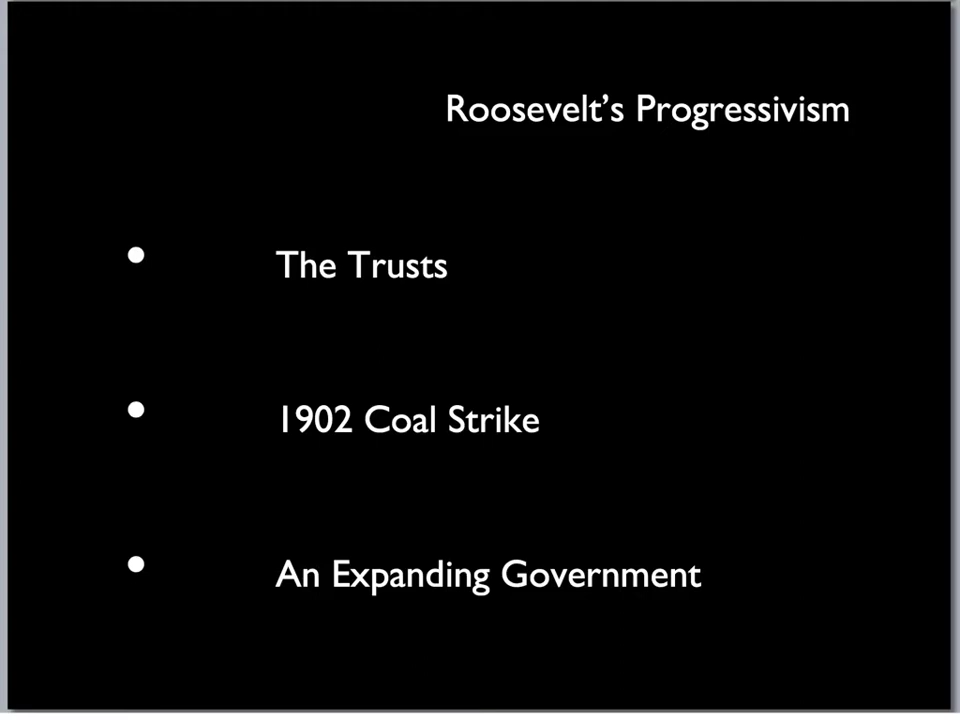 Roosevelt’s Progressivism
• The Trusts
• 1902 Coal Strike
• An Expanding Government